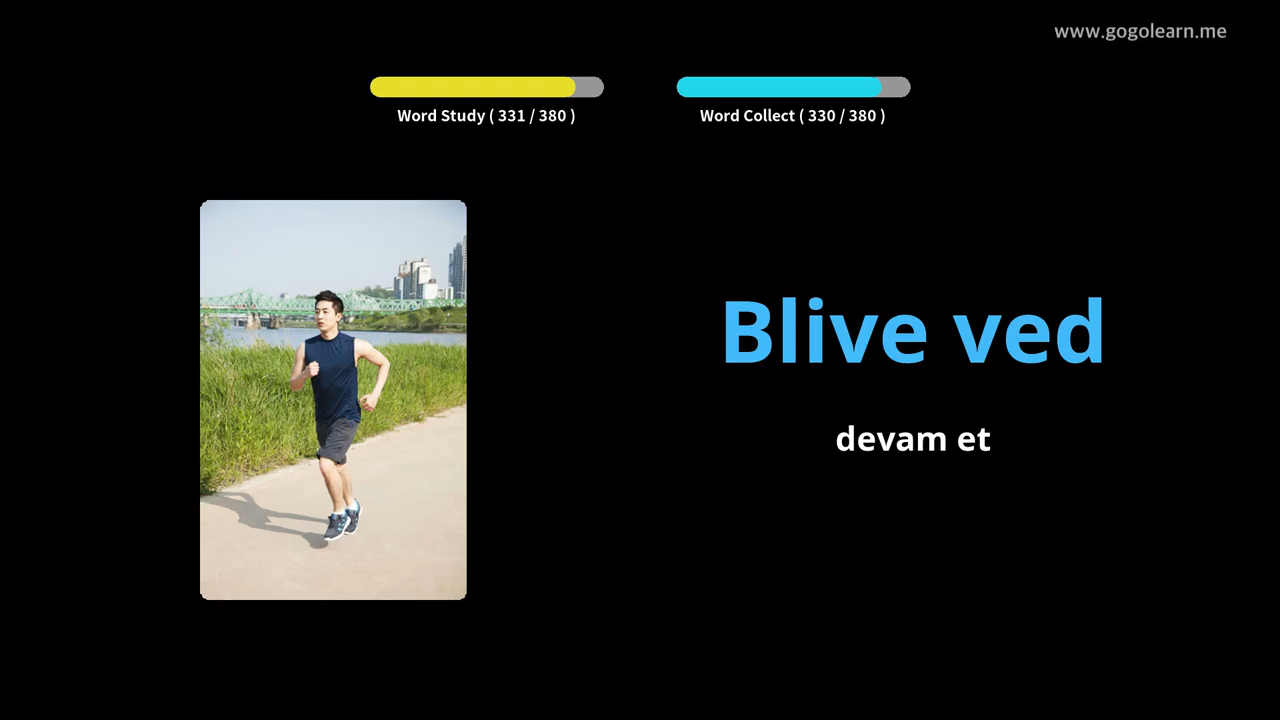 www.gogolearn.me
Word Study ( 331 / 380 )
Word Collect ( 330 / 380 )
Blive ved
devam et